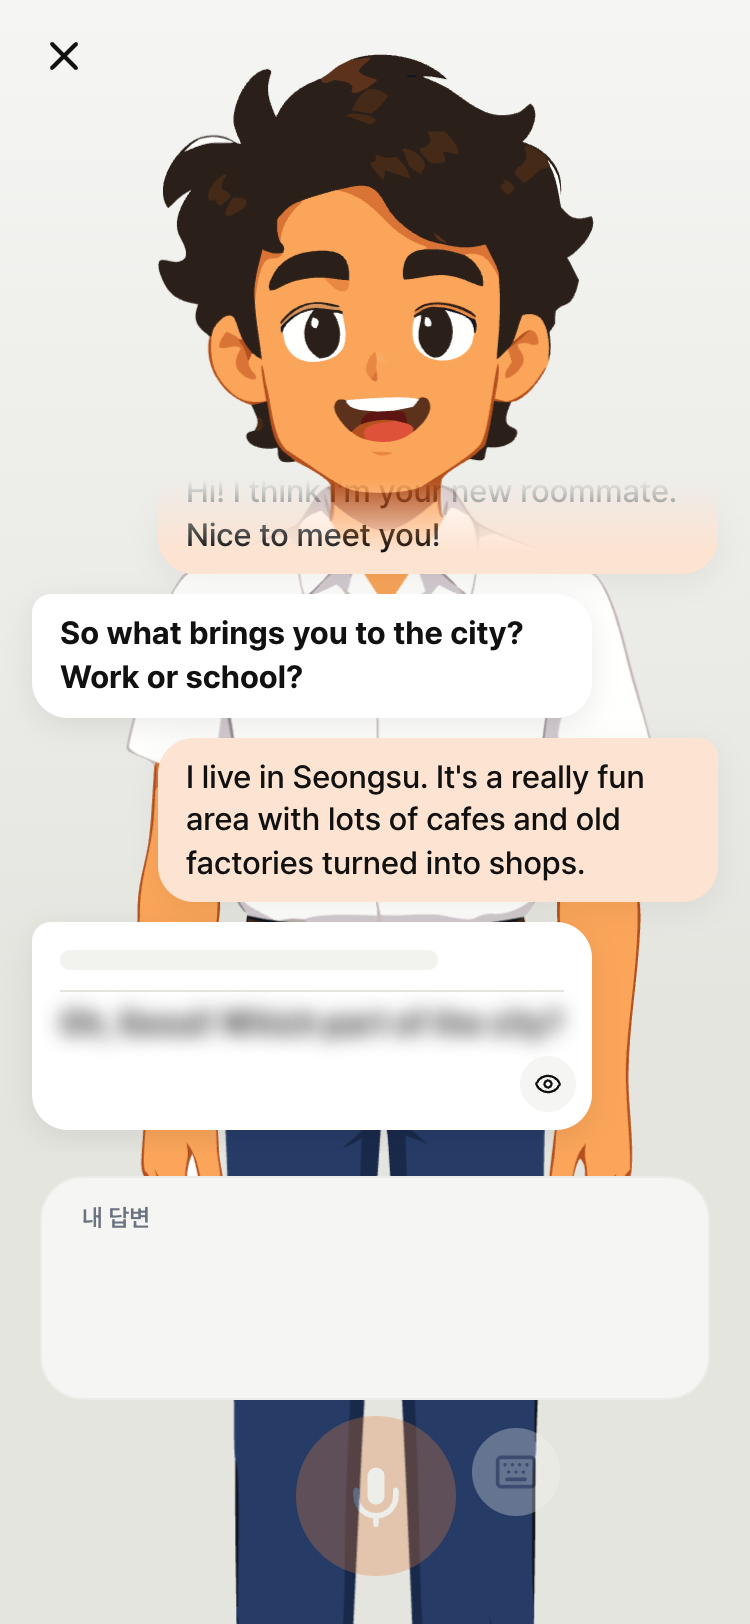 Hi! I think I'm your new roommate.
Nice to meet you!
So what brings you to the city?
Work or school?
I live in Seongsu. It's a really fun
area with lots of cafes and old
factories turned into shops.
내 답변